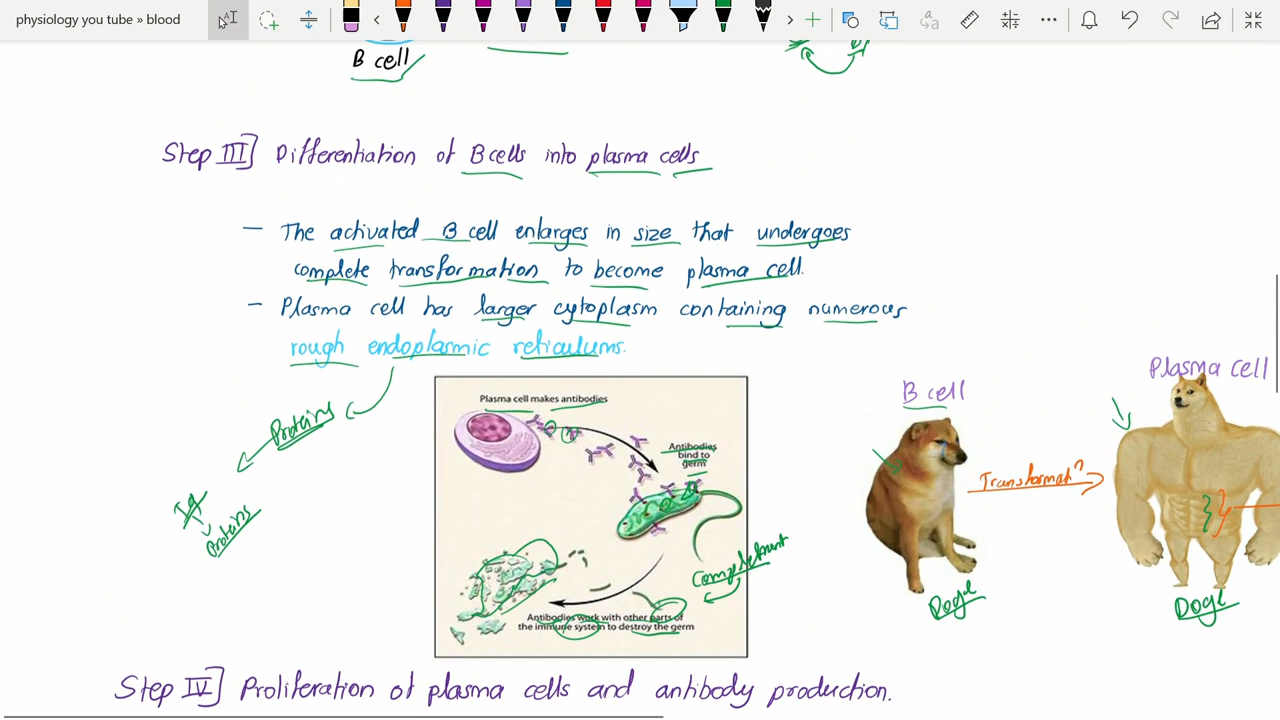 physiology you tube » blood
B cell
Step III] Differentiation of B cells into plasma cells
– The activated B cell enlarges in size that undergoes
complete transformation to become plasma cell.
– Plasma cell has larger cytoplasm containing numerous
rough endoplasmic reticulums.
Proteins
Ig
Proteins
Plasma cell makes antibodies
Antibodies
bind to
germ
Complement
Antibodies work with other parts of
the immune system to destroy the germ
B cell
Transformatⁿ
Plasma cell
Doge
Doge
Step IV] Proliferation of plasma cells and antibody production.